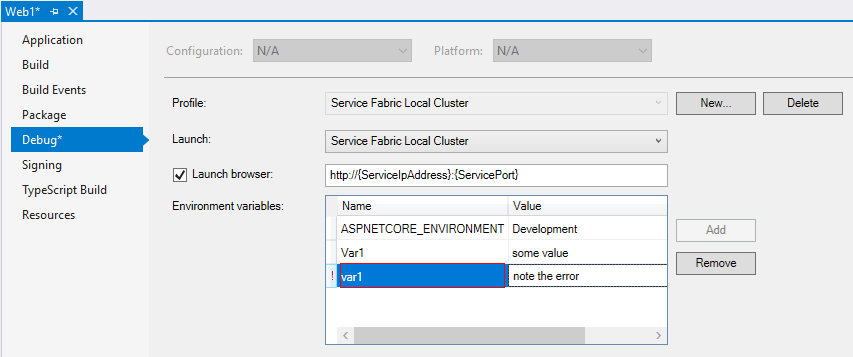 Web1*
Application
Build
Build Events
Package
Debug*
Signing
TypeScript Build
Resources
Configuration: N/A Platform: N/A
Profile: Service Fabric Local Cluster New... Delete
Launch: Service Fabric Local Cluster
Launch browser: http://{ServiceIpAddress}:{ServicePort}
Environment variables: Name Value
ASPNETCORE_ENVIRONMENT Development Add
Var1 some value
Remove
! var1 note the error